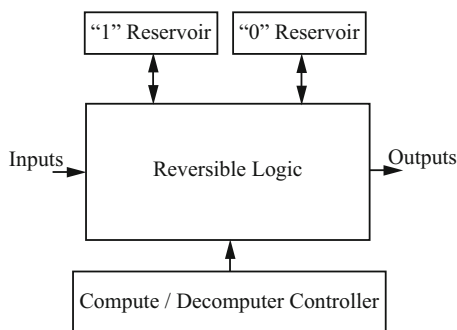 “1” Reservoir
“0” Reservoir
Inputs
Reversible Logic
Outputs
Compute / Decomputer Controller